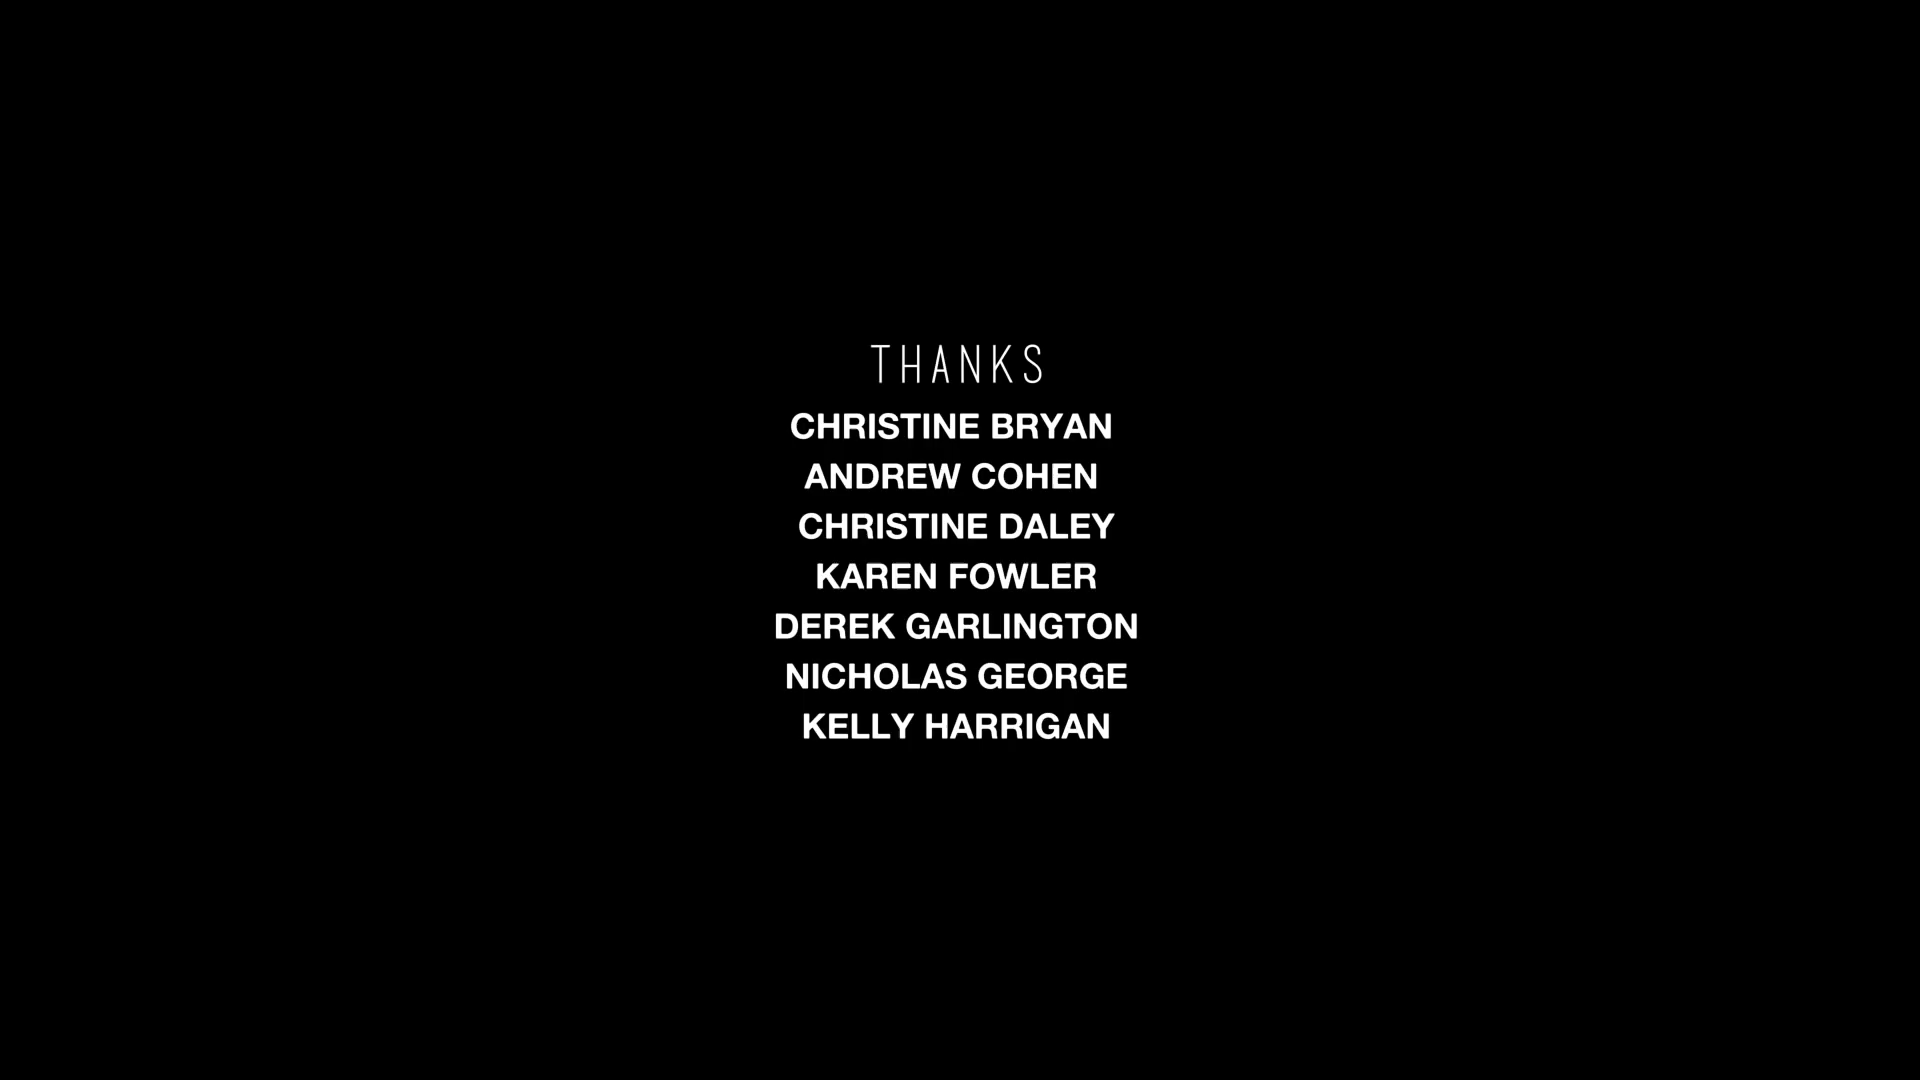 THANKS
CHRISTINE BRYAN
ANDREW COHEN
CHRISTINE DALEY
KAREN FOWLER
DEREK GARLINGTON
NICHOLAS GEORGE
KELLY HARRIGAN